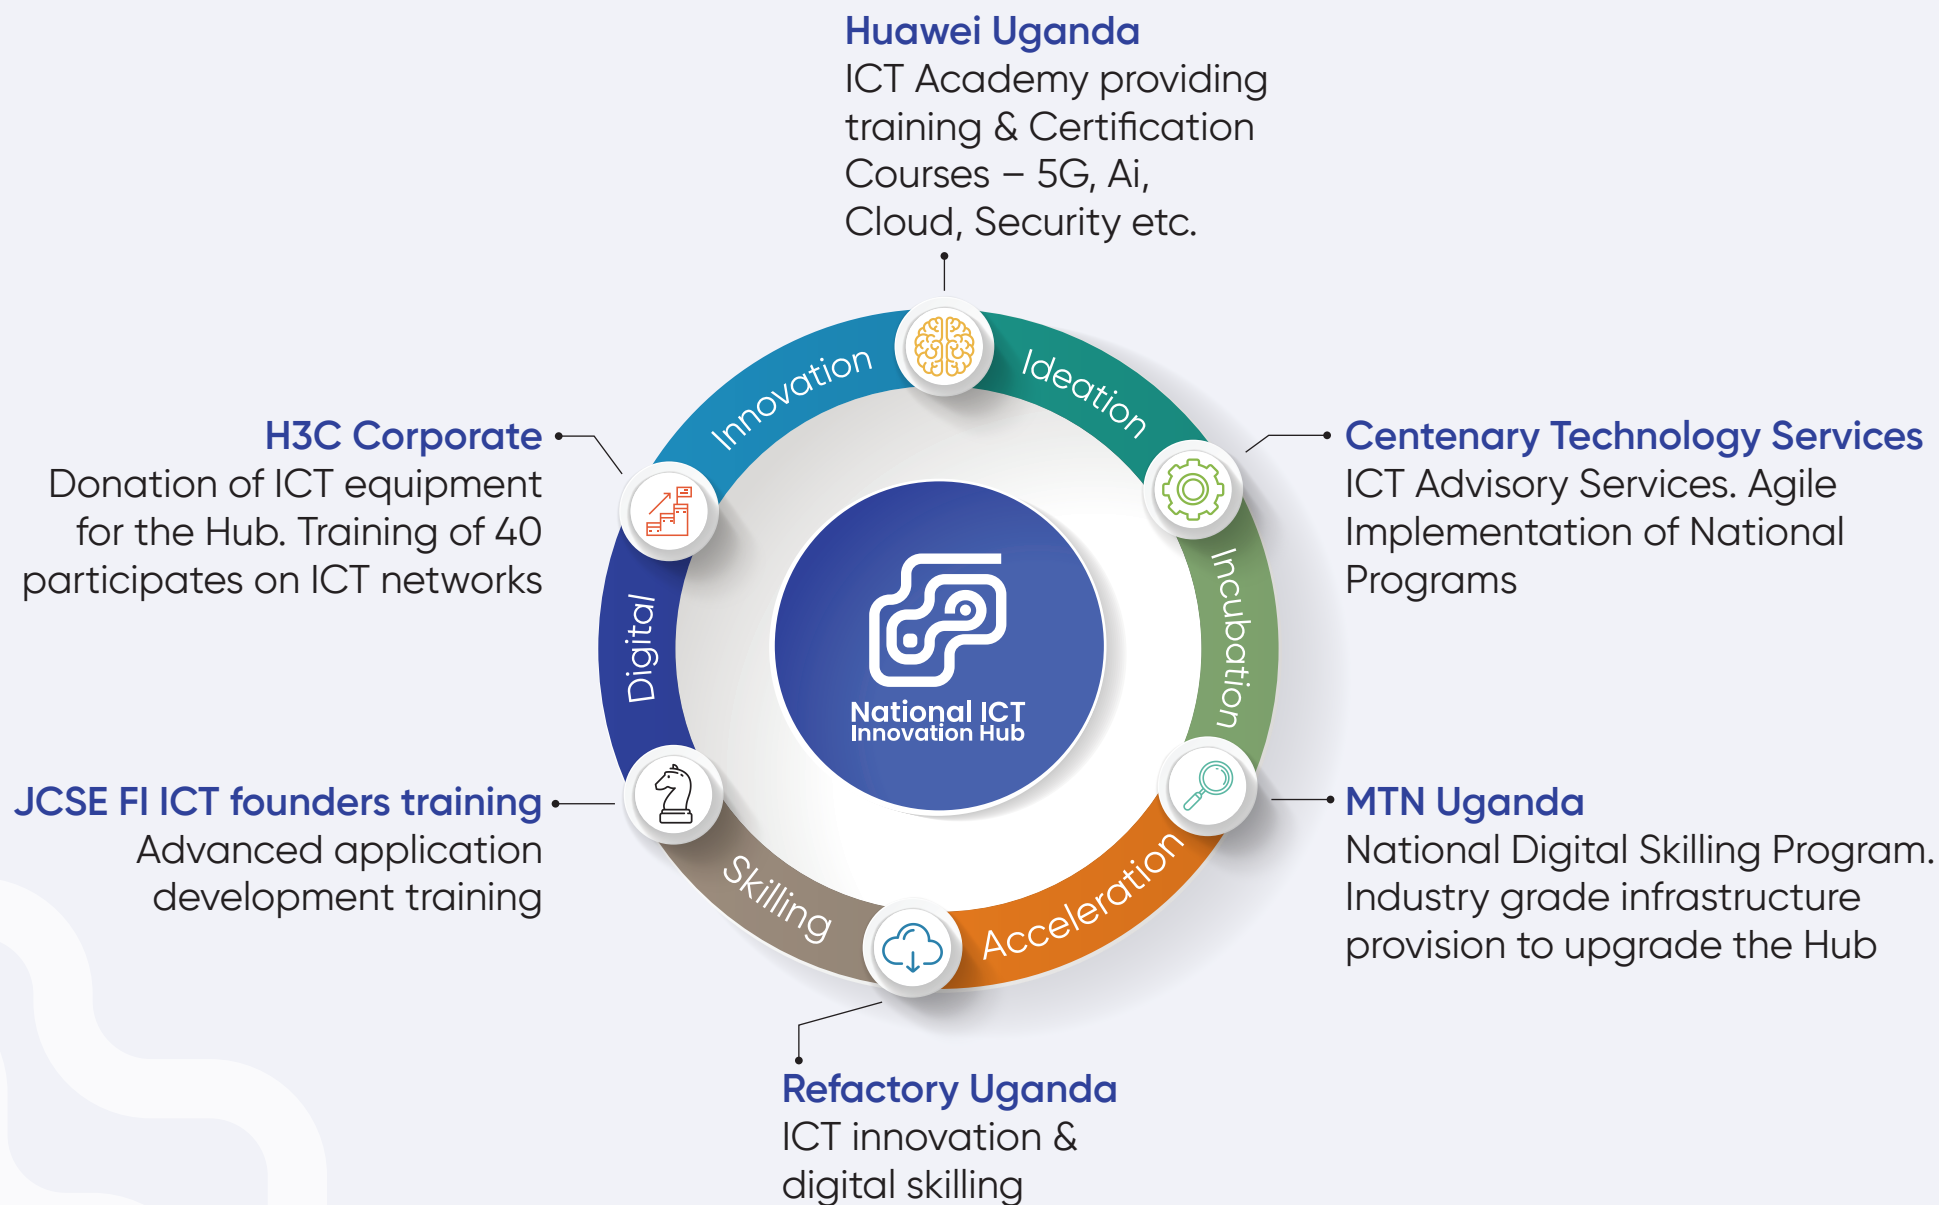 Huawei Uganda
ICT Academy providing
training & Certification
Courses – 5G, Ai,
Cloud, Security etc.
Innovation
Ideation
H3C Corporate
Donation of ICT equipment
for the Hub. Training of 40
participates on ICT networks
Centenary Technology Services
ICT Advisory Services. Agile
Implementation of National
Programs
Digital
Incubation
National ICT
Innovation Hub
JCSE FI ICT founders training
Advanced application
development training
MTN Uganda
National Digital Skilling Program.
Industry grade infrastructure
provision to upgrade the Hub
Skilling
Acceleration
Refactory Uganda
ICT innovation &
digital skilling